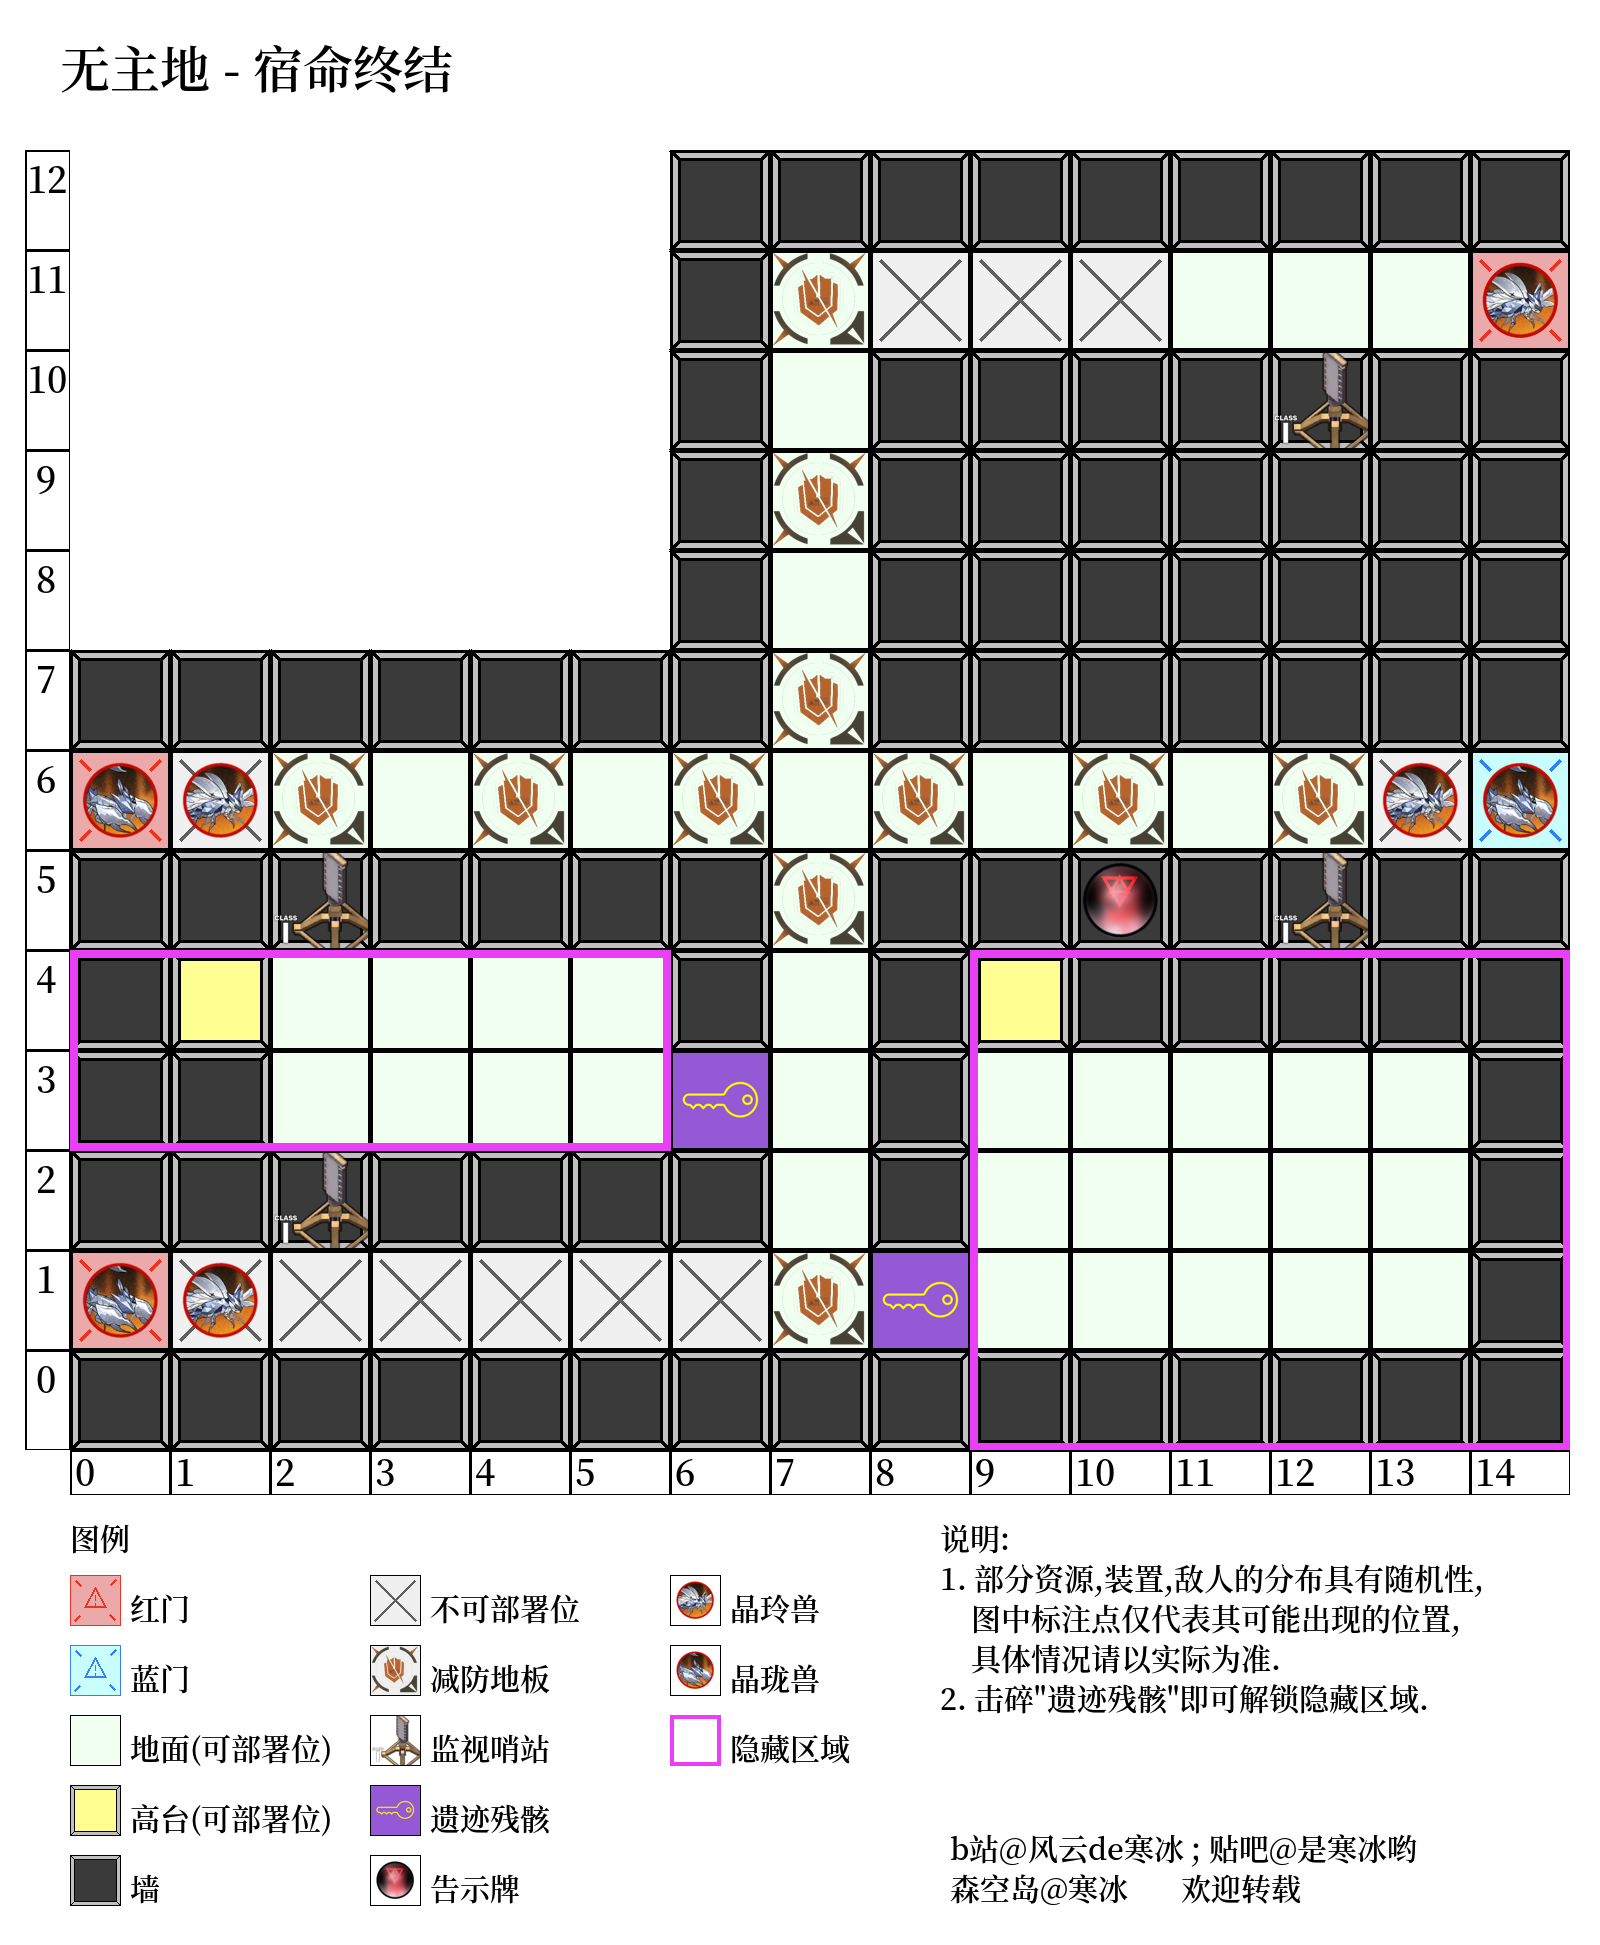 无主地 - 宿命终结
12
11
10
9
8
7
6
5
CLASS
CLASS
CLASS
4
3
2
CLASS
1
0
0 1 2 3 4 5 6 7 8 9 10 11 12 13 14
图例
红门
蓝门
地面(可部署位)
高台(可部署位)
墙
不可部署位
减防地板
监视哨站
遗迹残骸
告示牌
晶玲兽
晶珑兽
隐藏区域
说明:
1. 部分资源,装置,敌人的分布具有随机性,
图中标注点仅代表其可能出现的位置,
具体情况请以实际为准.
2. 击碎"遗迹残骸"即可解锁隐藏区域.
b站@风云de寒冰 ; 贴吧@是寒冰哟
森空岛@寒冰 欢迎转载